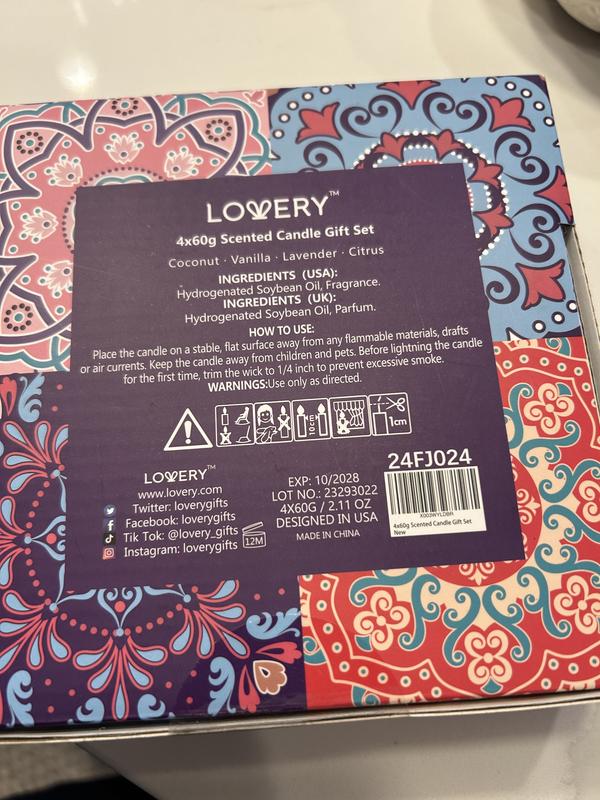 LOVERY™
4x60g Scented Candle Gift Set
Coconut · Vanilla · Lavender · Citrus
INGREDIENTS (USA):
Hydrogenated Soybean Oil, Fragrance.
INGREDIENTS (UK):
Hydrogenated Soybean Oil, Parfum.
HOW TO USE:
Place the candle on a stable, flat surface away from any flammable materials, drafts
or air currents. Keep the candle away from children and pets. Before lightning the candle
for the first time, trim the wick to 1/4 inch to prevent excessive smoke.
WARNINGS:Use only as directed.
10cm
1cm
LOVERY™
www.lovery.com
Twitter: loverygifts
Facebook: loverygifts
Tik Tok: @lovery_gifts
Instagram: loverygifts
12M
EXP: 10/2028
LOT NO.: 23293022
4X60G / 2.11 OZ
DESIGNED IN USA
MADE IN CHINA
24FJ024
X003WYLDBR
4x60g Scented Candle Gift Set
New